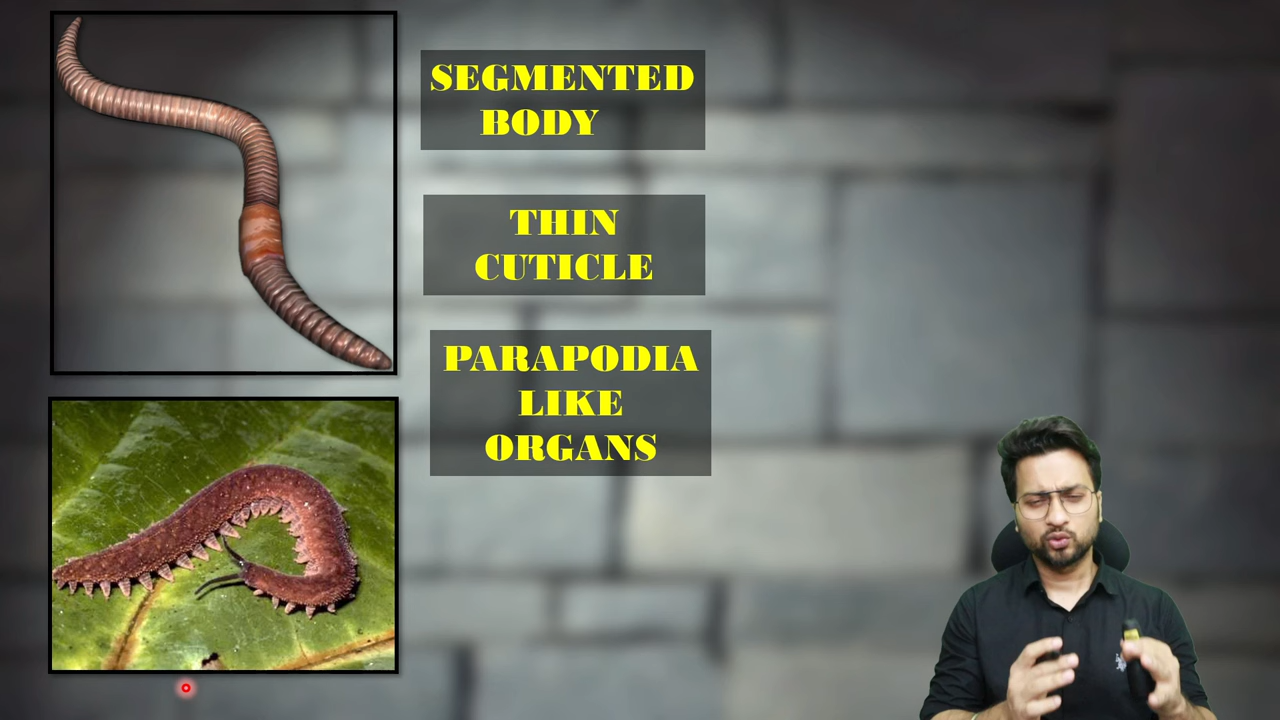 SEGMENTED
BODY
THIN
CUTICLE
PARAPODIA
LIKE
ORGANS